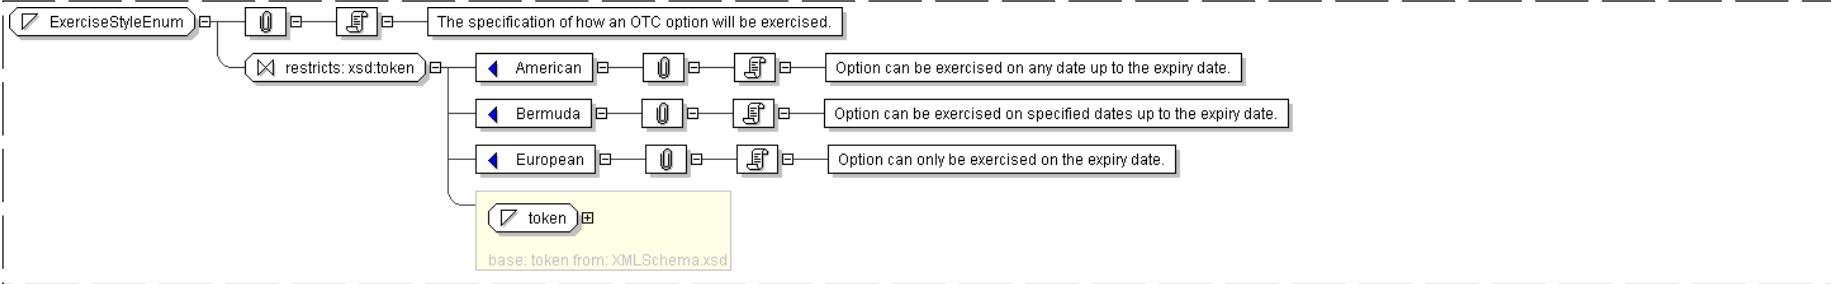 ExerciseStyleEnum The specification of how an OTC option will be exercised.
restricts: xsd:token American Option can be exercised on any date up to the expiry date.
Bermuda Option can be exercised on specified dates up to the expiry date.
European Option can only be exercised on the expiry date.
token
base: token from: XMLSchema.xsd